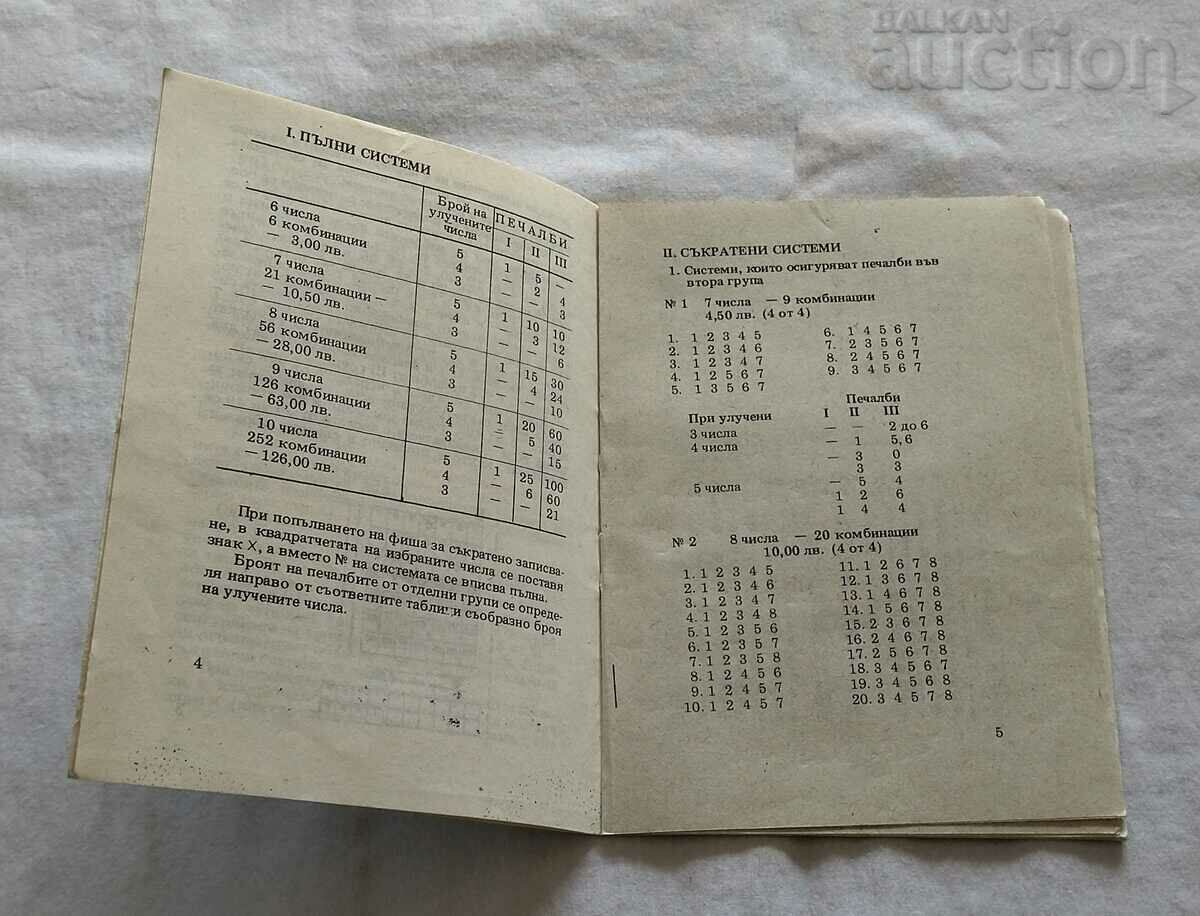 BALKAN
auction
I. ПЪЛНИ СИСТЕМИ
Брой на улучените числа ПЕЧАЛБИ
I II III
6 числа
6 комбинации
— 3,00 лв.
5 1 5 —
4 — 2 4
3 — — 3
7 числа
21 комбинации —
— 10,50 лв.
5 1 10 10
4 — 3 12
3 — — 6
8 числа
56 комбинации
— 28,00 лв.
5 1 15 30
4 — 4 24
3 — — 10
9 числа
126 комбинации
— 63,00 лв.
5 1 20 60
4 — 5 40
3 — — 15
10 числа
252 комбинации
— 126,00 лв.
5 1 25 100
4 — 6 60
3 — — 21
При попълването на фиша за съкратено записва-
не, в квадратчетата на избраните числа се поставя
знак X, а вместо № на системата се вписва пълна.
Броят на печалбите от отделни групи се опреде-
ля направо от съответните таблици съобразно броя
на улучените числа.
4
II. СЪКРАТЕНИ СИСТЕМИ
1. Системи, които осигуряват печалби във
втора група
№ 1 7 числа — 9 комбинации
4,50 лв. (4 от 4)
1. 1 2 3 4 5
2. 1 2 3 4 6
3. 1 2 3 4 7
4. 1 2 5 6 7
5. 1 3 5 6 7
6. 1 4 5 6 7
7. 2 3 5 6 7
8. 2 4 5 6 7
9. 3 4 5 6 7
Печалби
При улучени I II III
3 числа — — 2 до 6
4 числа — 1 5,6
— 3 0
3 3
5 числа — 5 4
1 2 6
1 4 4
№ 2 8 числа — 20 комбинации
10,00 лв. (4 от 4)
1. 1 2 3 4 5
2. 1 2 3 4 6
3. 1 2 3 4 7
4. 1 2 3 4 8
5. 1 2 3 5 6
6. 1 2 3 5 7
7. 1 2 3 5 8
8. 1 2 4 5 6
9. 1 2 4 5 7
10. 1 2 4 5 7
11. 1 2 6 7 8
12. 1 3 6 7 8
13. 1 4 6 7 8
14. 1 5 6 7 8
15. 2 3 6 7 8
16. 2 4 6 7 8
17. 2 5 6 7 8
18. 3 4 5 6 7
19. 3 4 5 6 8
20. 3 4 5 7 8
5